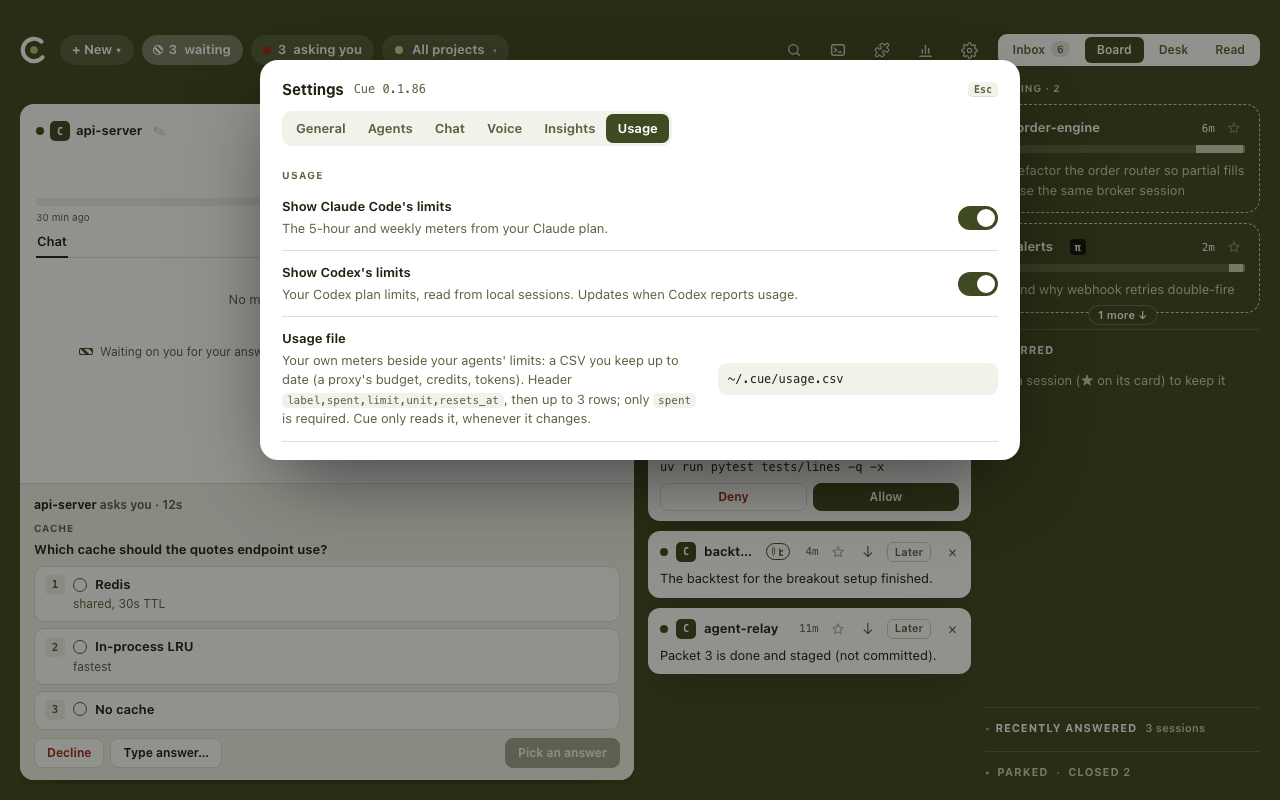 + New ▾
3 waiting
3 asking you
All projects
Inbox 6
Board
Desk
Read
Settings Cue 0.1.86
Esc
General
Agents
Chat
Voice
Insights
Usage
USAGE
Show Claude Code's limits
The 5-hour and weekly meters from your Claude plan.
Show Codex's limits
Your Codex plan limits, read from local sessions. Updates when Codex reports usage.
Usage file
Your own meters beside your agents' limits: a CSV you keep up to
date (a proxy's budget, credits, tokens). Header
label,spent,limit,unit,resets_at, then up to 3 rows; only spent
is required. Cue only reads it, whenever it changes.
~/.cue/usage.csv
C api-server
30 min ago
Chat
No m
Waiting on you for your answ
api-server asks you · 12s
CACHE
Which cache should the quotes endpoint use?
1 Redis
shared, 30s TTL
2 In-process LRU
fastest
3 No cache
Decline
Type answer...
Pick an answer
uv run pytest tests/lines -q -x
Deny
Allow
C backt... 4m Later ×
The backtest for the breakout setup finished.
C agent-relay 11m Later ×
Packet 3 is done and staged (not committed).
ING · 2
order-engine 6m
efactor the order router so partial fills
se the same broker session
alerts π 2m
nd why webhook retries double-fire
1 more ↓
RRED
session (★ on its card) to keep it
RECENTLY ANSWERED 3 sessions
PARKED · CLOSED 2